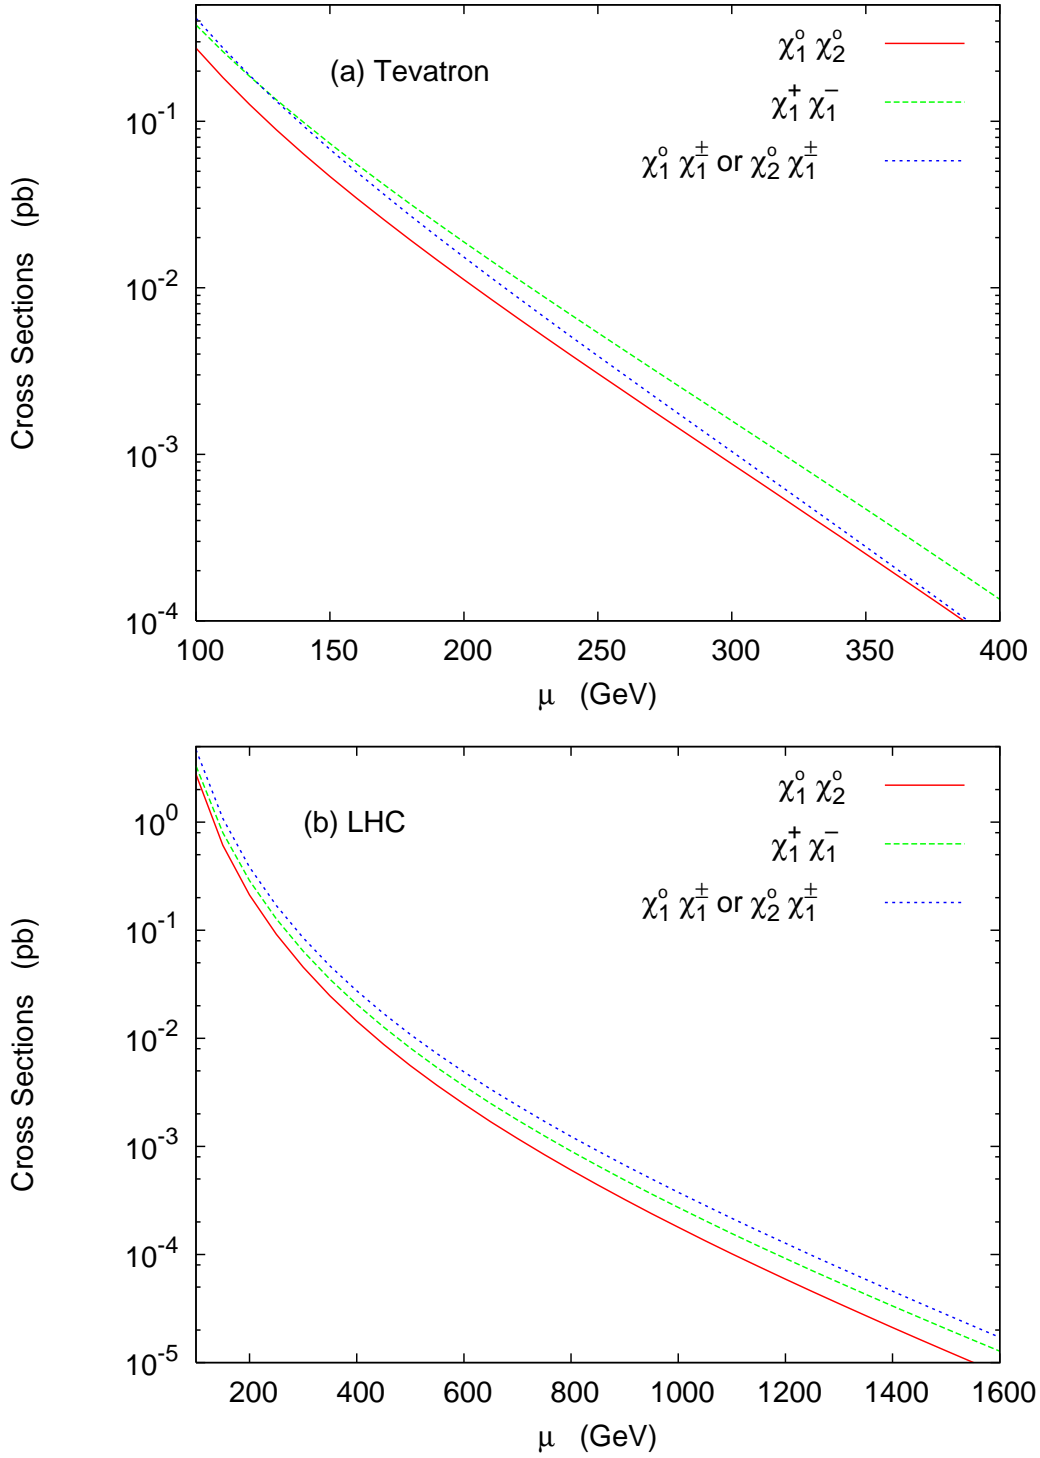 (a) Tevatron
χ₁ᵒ χ₂ᵒ
χ₁⁺ χ₁⁻
χ₁ᵒ χ₁^± or χ₂ᵒ χ₁^±
Cross Sections (pb)
10⁻¹
10⁻²
10⁻³
10⁻⁴
100 150 200 250 300 350 400
μ (GeV)
(b) LHC
χ₁ᵒ χ₂ᵒ
χ₁⁺ χ₁⁻
χ₁ᵒ χ₁^± or χ₂ᵒ χ₁^±
Cross Sections (pb)
10⁰
10⁻¹
10⁻²
10⁻³
10⁻⁴
10⁻⁵
200 400 600 800 1000 1200 1400 1600
μ (GeV)